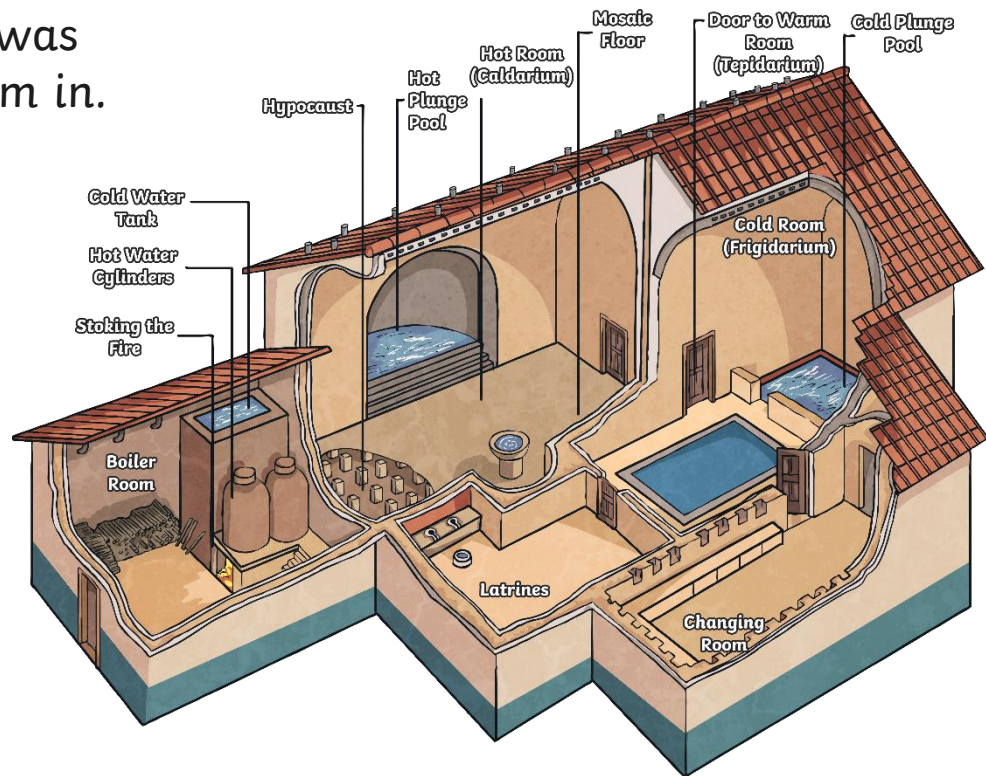 was
m in.
Mosaic
Floor
Door to Warm
Room
(Tepidarium)
Cold Plunge
Pool
Hot Room
(Caldarium)
Hot
Plunge
Pool
Hypocaust
Cold Water
Tank
Hot Water
Cylinders
Stoking the
Fire
Cold Room
(Frigidarium)
Boiler
Room
Latrines
Changing
Room